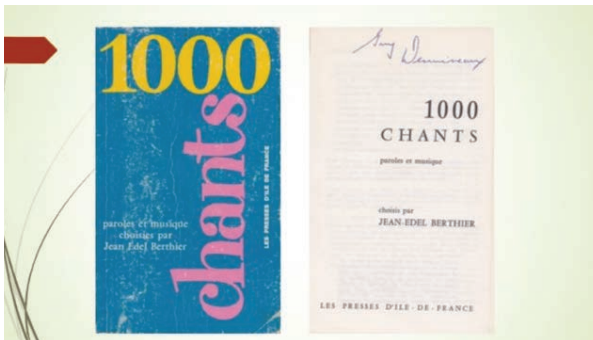 1000
chants
LES PRESSES D'ILE DE FRANCE
paroles et musique
choisies par
Jean Edel Berthier
Guy
1000
CHANTS
paroles et musique
choisis par
JEAN-EDEL BERTHIER
LES PRESSES D'ILE-DE-FRANCE